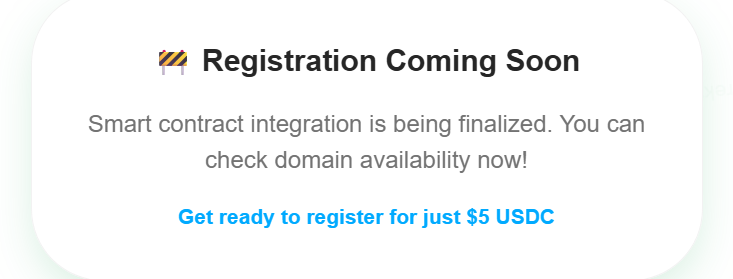 🚧 Registration Coming Soon
Smart contract integration is being finalized. You can
check domain availability now!
Get ready to register for just $5 USDC